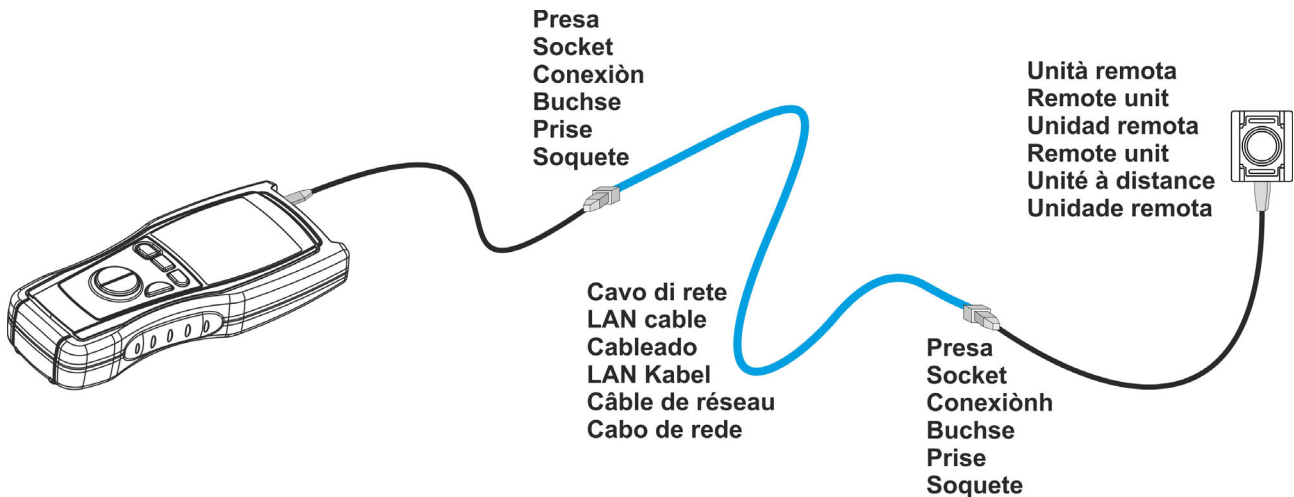 Presa
Socket
Conexiòn
Buchse
Prise
Soquete
Unità remota
Remote unit
Unidad remota
Remote unit
Unité à distance
Unidade remota
Cavo di rete
LAN cable
Cableado
LAN Kabel
Câble de réseau
Cabo de rede
Presa
Socket
Conexiònh
Buchse
Prise
Soquete